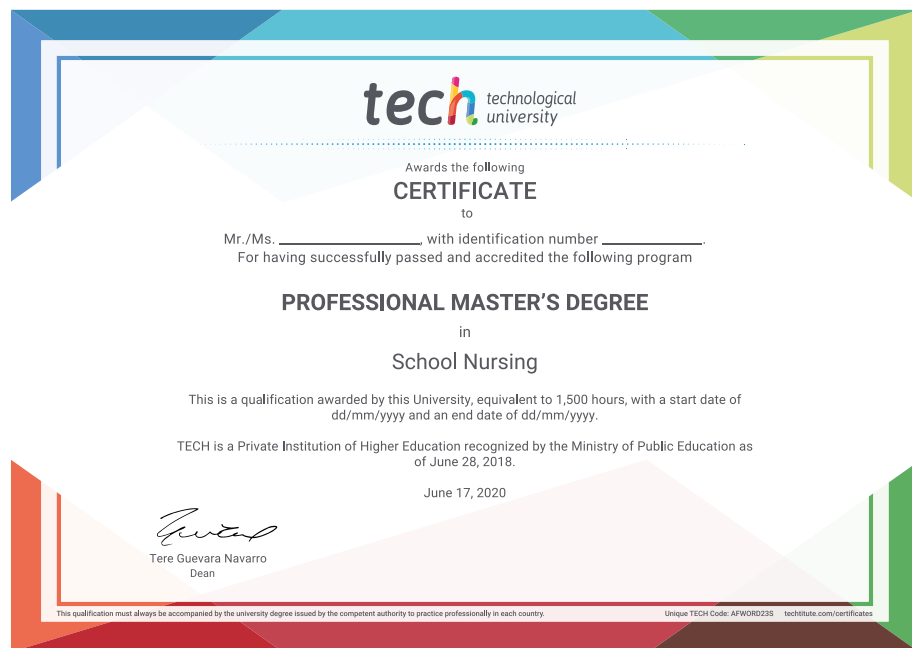 tech technological
university
Awards the following
CERTIFICATE
to
Mr./Ms. ____________________, with identification number ______________.
For having successfully passed and accredited the following program
PROFESSIONAL MASTER'S DEGREE
in
School Nursing
This is a qualification awarded by this University, equivalent to 1,500 hours, with a start date of
dd/mm/yyyy and an end date of dd/mm/yyyy.
TECH is a Private Institution of Higher Education recognized by the Ministry of Public Education as
of June 28, 2018.
June 17, 2020
Tere Guevara Navarro
Dean
This qualification must always be accompanied by the university degree issued by the competent authority to practice professionally in each country.
Unique TECH Code: AFWORD23S techtitute.com/certificates